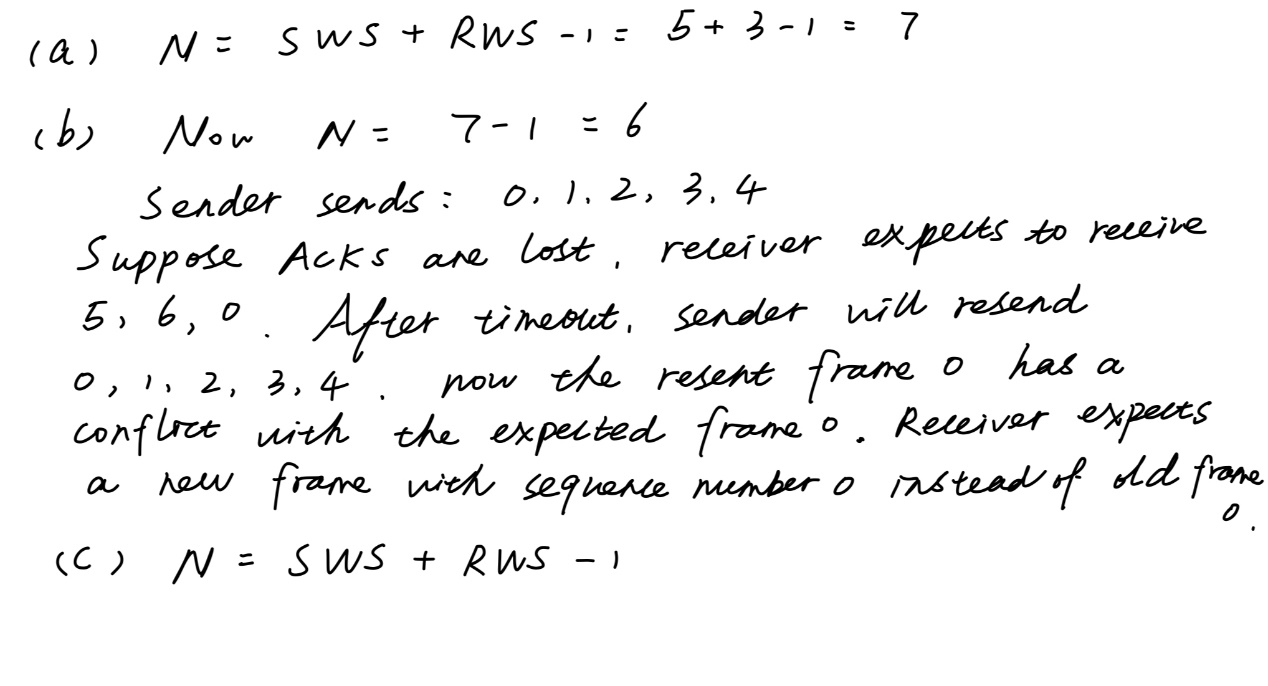 (a) N = SWS + RWS - 1 = 5 + 3 - 1 = 7
(b) Now N = 7 - 1 = 6
Sender sends: 0, 1, 2, 3, 4
Suppose Acks are lost, receiver expects to receive
5, 6, 0. After timeout, sender will resend
0, 1, 2, 3, 4. now the resent frame 0 has a
conflict with the expected frame 0. Receiver expects
a new frame with sequence number 0 instead of old frame
0.
(C) N = SWS + RWS - 1